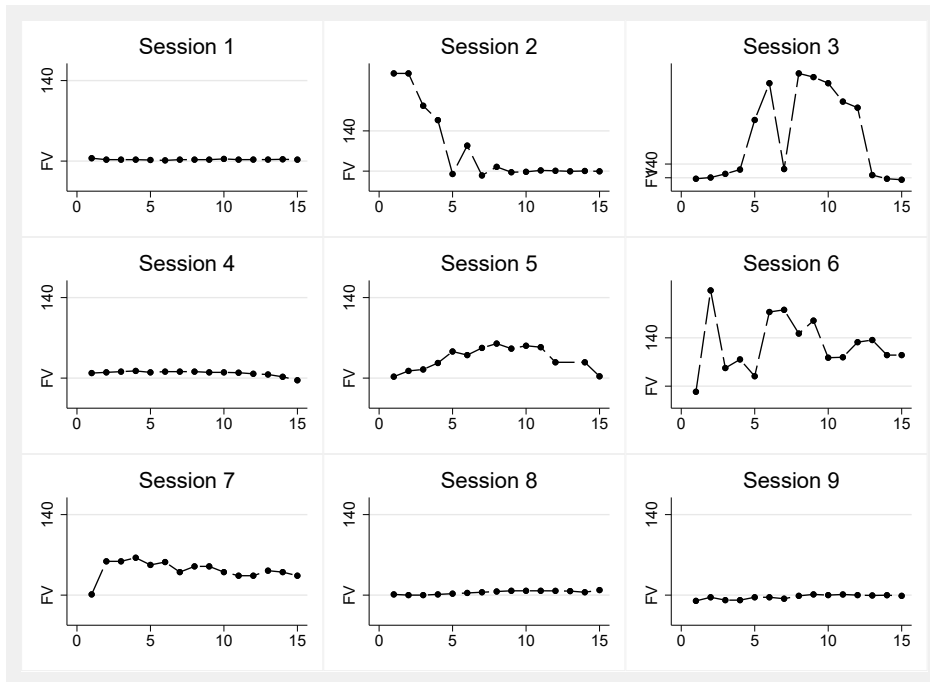 Session 1
140
FV
0 5 10 15
Session 2
140
FV
0 5 10 15
Session 3
140
FV
0 5 10 15
Session 4
140
FV
0 5 10 15
Session 5
140
FV
0 5 10 15
Session 6
140
FV
0 5 10 15
Session 7
140
FV
0 5 10 15
Session 8
140
FV
0 5 10 15
Session 9
140
FV
0 5 10 15